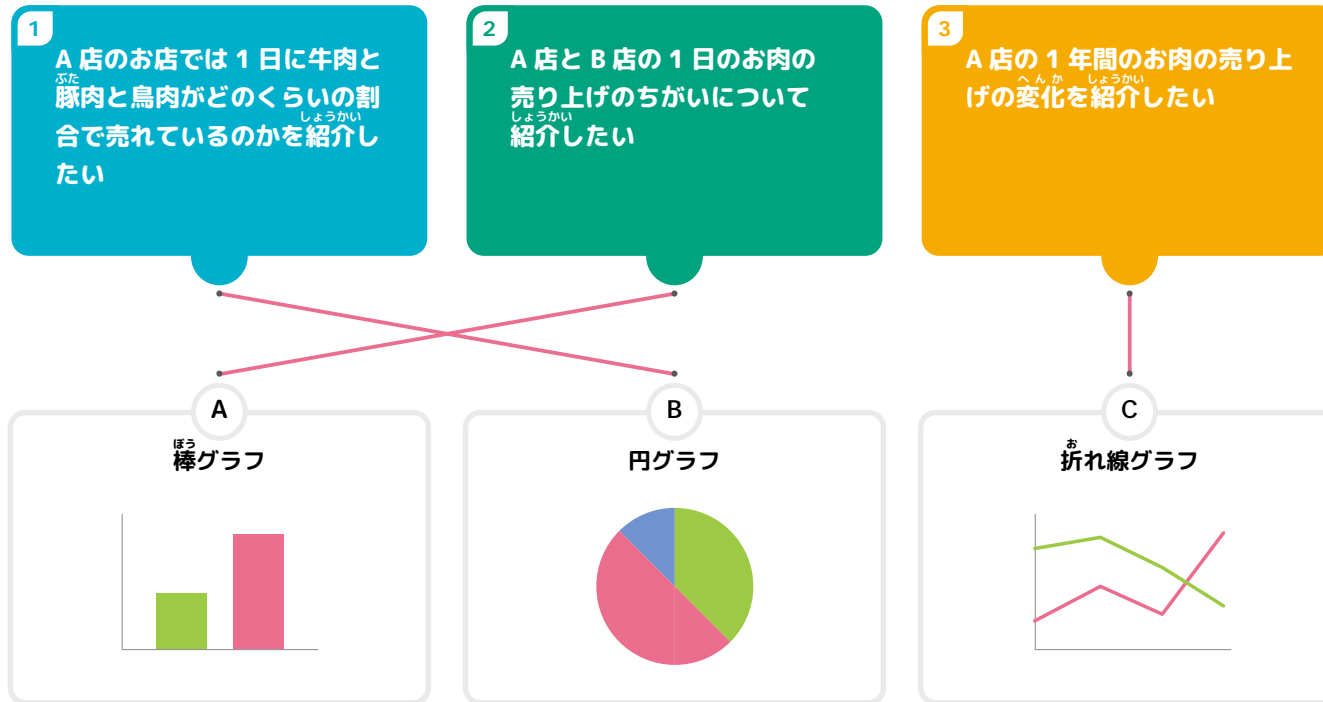 1
A 店のお店では 1 日に牛肉と
豚肉と鳥肉がどのくらいの割
合で売れているのかを紹介し
たい
2
A 店と B 店の 1 日のお肉の
売り上げのちがいについて
紹介したい
3
A 店の 1 年間のお肉の売り上
げの変化を紹介したい
A
棒グラフ
B
円グラフ
C
折れ線グラフ
ぶた
しょうかい
しょうかい
へんか
しょうかい
ぼう
お